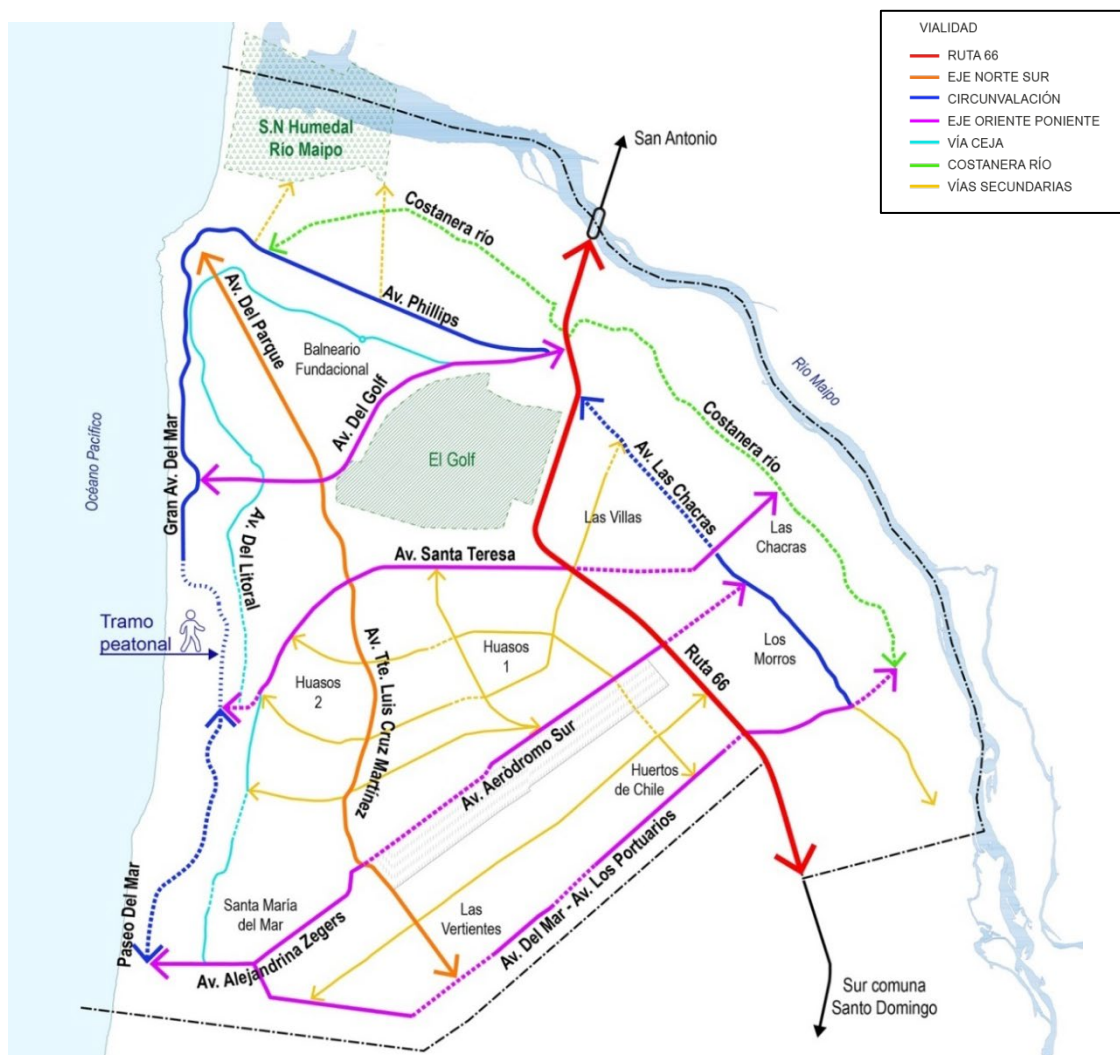 VIALIDAD
RUTA 66
EJE NORTE SUR
CIRCUNVALACIÓN
EJE ORIENTE PONIENTE
VÍA CEJA
COSTANERA RÍO
VÍAS SECUNDARIAS
S.N Humedal
Rio Maipo
San Antonio
Costanera río
Av. Phillips
Av. Del Parque
Balneario
Fundacional
Av. Del Golf
El Golf
Río Maipo
Océano Pacífico
Gran Av. Del Mar
Av. Del Litoral
Costanera río
Av. Las Chacras
Las Villas
Las
Chacras
Av. Santa Teresa
Tramo
peatonal
Huasos
1
Huasos
2
Los
Morros
Ruta 66
Av. Tte. Luis Cruz Martínez
Av. Aeròdromo Sur
Huertos
de Chile
Paseo Del Mar
Santa María
del Mar
Av. Alejandrina Zegers
Las
Vertientes
Av. Del Mar - Av. Los Portuarios
Sur comuna
Santo Domingo